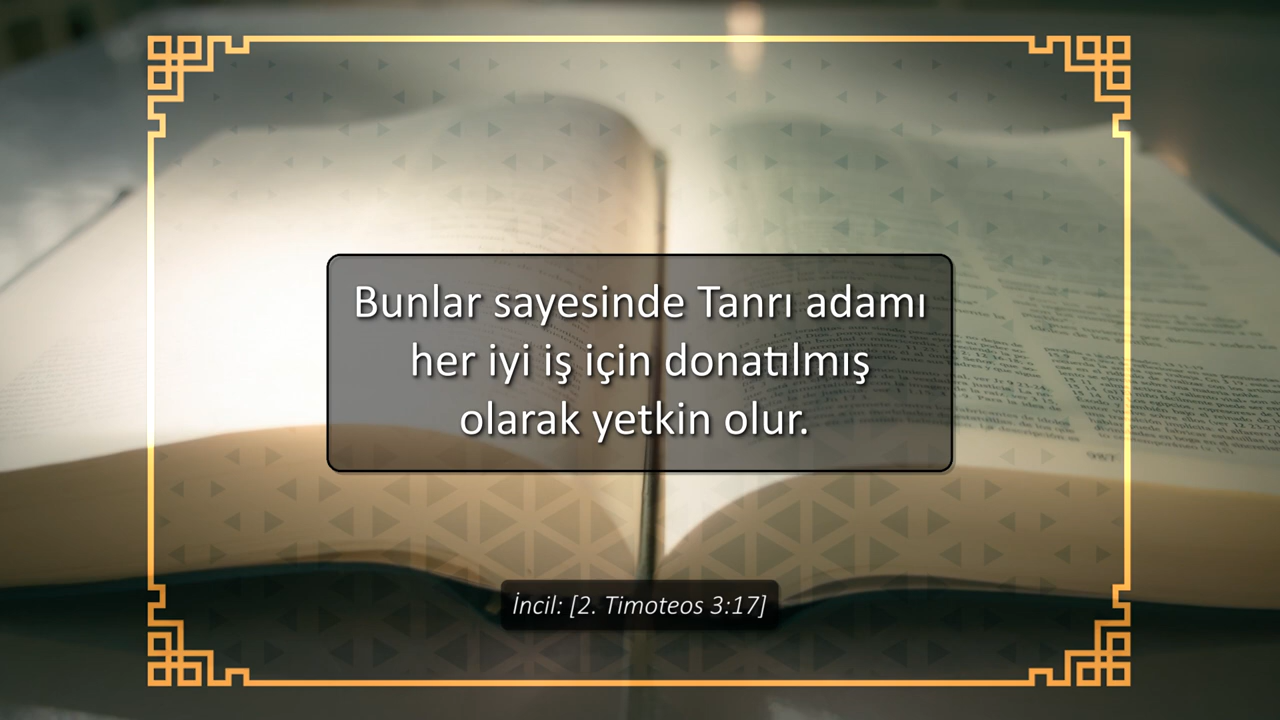 Bunlar sayesinde Tanrı adamı
her iyi iş için donatılmış
olarak yetkin olur.
İncil: [2. Timoteos 3:17]